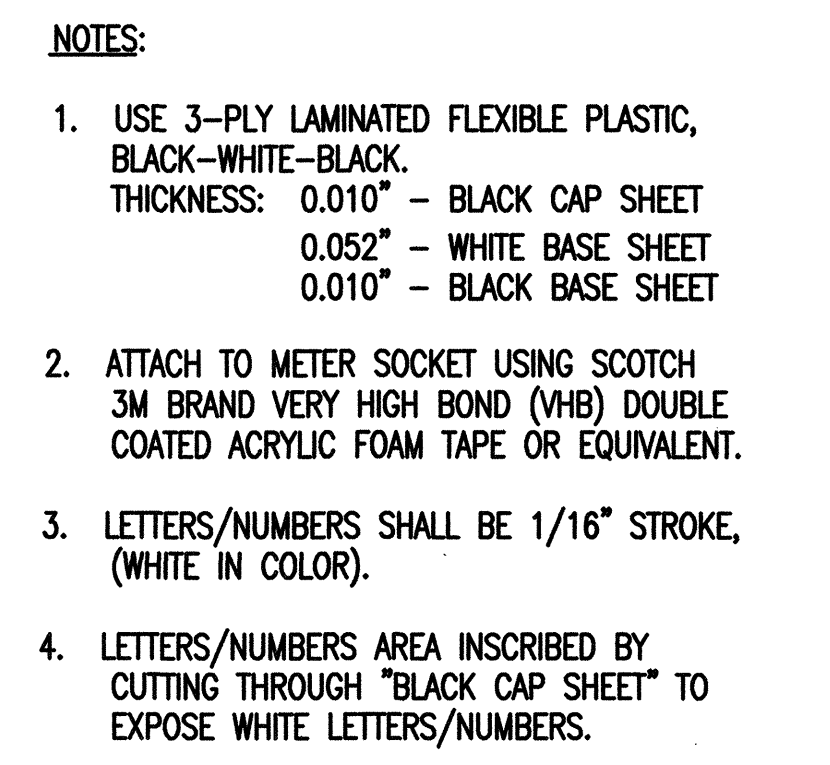 NOTES:
1. USE 3-PLY LAMINATED FLEXIBLE PLASTIC,
BLACK-WHITE-BLACK.
THICKNESS: 0.010" - BLACK CAP SHEET
0.052" - WHITE BASE SHEET
0.010" - BLACK BASE SHEET
2. ATTACH TO METER SOCKET USING SCOTCH
3M BRAND VERY HIGH BOND (VHB) DOUBLE
COATED ACRYLIC FOAM TAPE OR EQUIVALENT.
3. LETTERS/NUMBERS SHALL BE 1/16" STROKE,
(WHITE IN COLOR).
4. LETTERS/NUMBERS AREA INSCRIBED BY
CUTTING THROUGH "BLACK CAP SHEET" TO
EXPOSE WHITE LETTERS/NUMBERS.